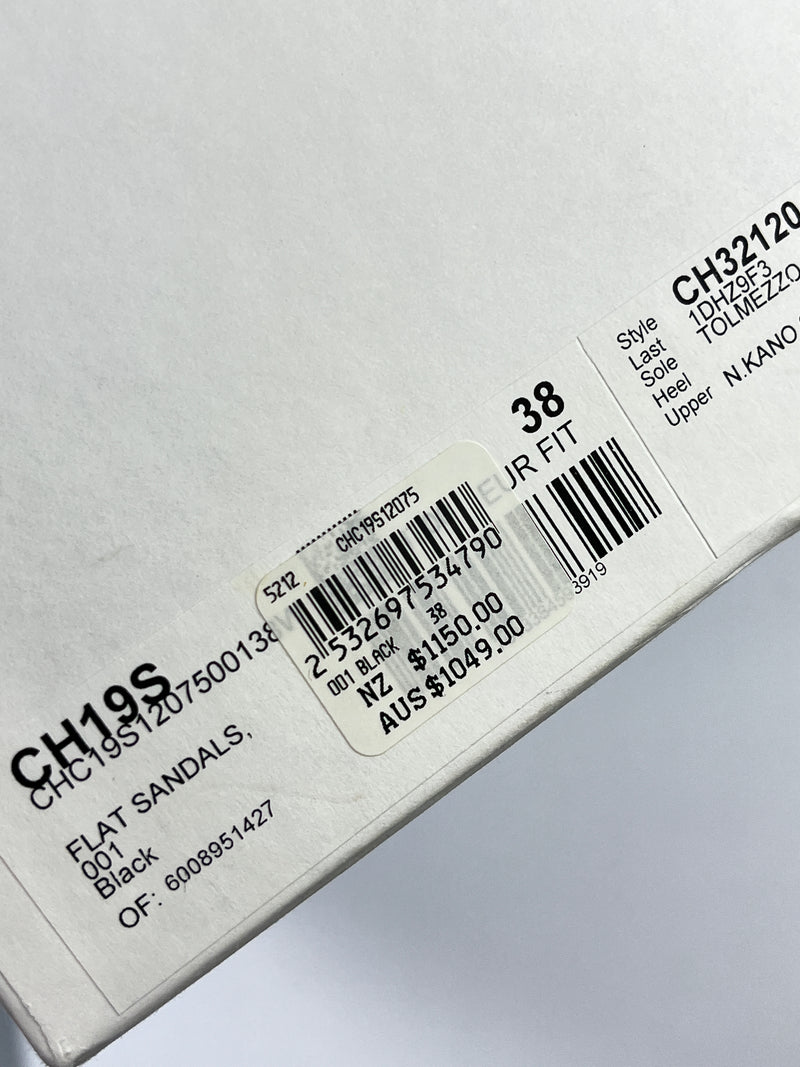 CH19S
CHC19S1207500138
FLAT SANDALS,
001
Black
OF: 6008951427
5212
CHC19S12075
2 532697 534790
001 BLACK
38
NZ $1150.00
AUS $1049.00
38
EUR FIT
3919
Style CH32120
Last 1DHZ9F3
Sole TOLMEZZO
Heel
Upper N.KANO